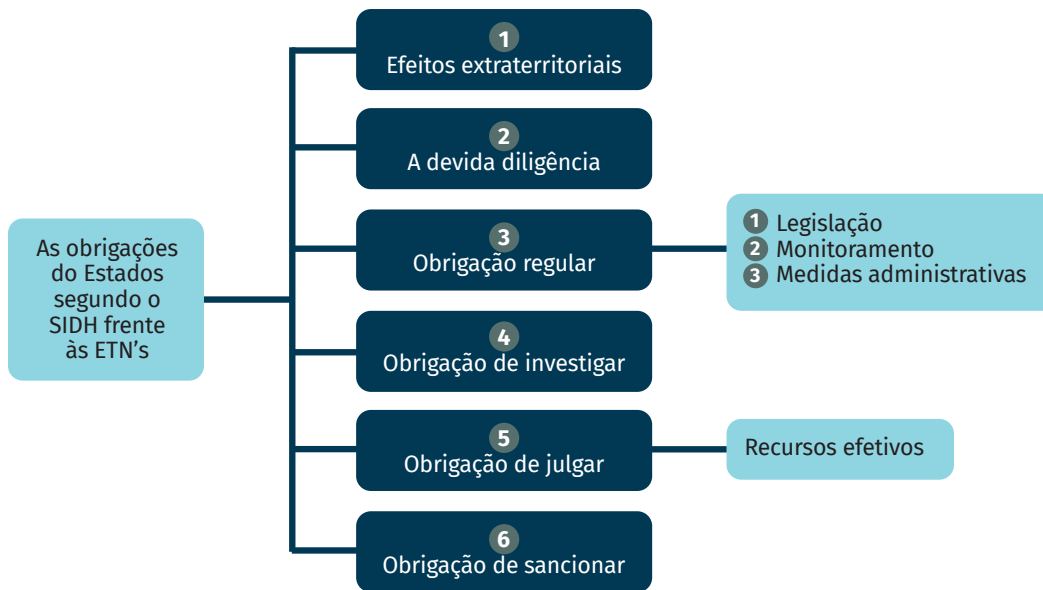 As obrigações
do Estados
segundo o
SIDH frente
às ETN's
1
Efeitos extraterritoriais
2
A devida diligência
3
Obrigação regular
1 Legislação
2 Monitoramento
3 Medidas administrativas
4
Obrigação de investigar
5
Obrigação de julgar
Recursos efetivos
6
Obrigação de sancionar